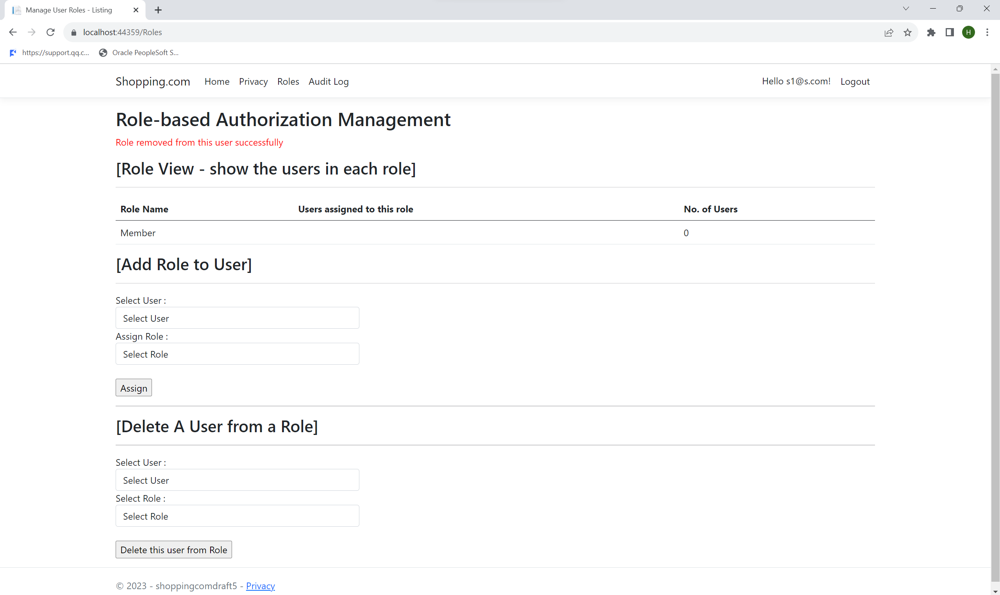 Manage User Roles - Listing
localhost:44359/Roles
H
https://support.qq.c... Oracle PeopleSoft S...
Shopping.com Home Privacy Roles Audit Log Hello s1@s.com! Logout
Role-based Authorization Management
Role removed from this user successfully
[Role View - show the users in each role]
Role Name Users assigned to this role No. of Users
Member 0
[Add Role to User]
Select User :
Select User
Assign Role :
Select Role
Assign
[Delete A User from a Role]
Select User :
Select User
Select Role :
Select Role
Delete this user from Role
© 2023 - shoppingcomdraft5 - Privacy